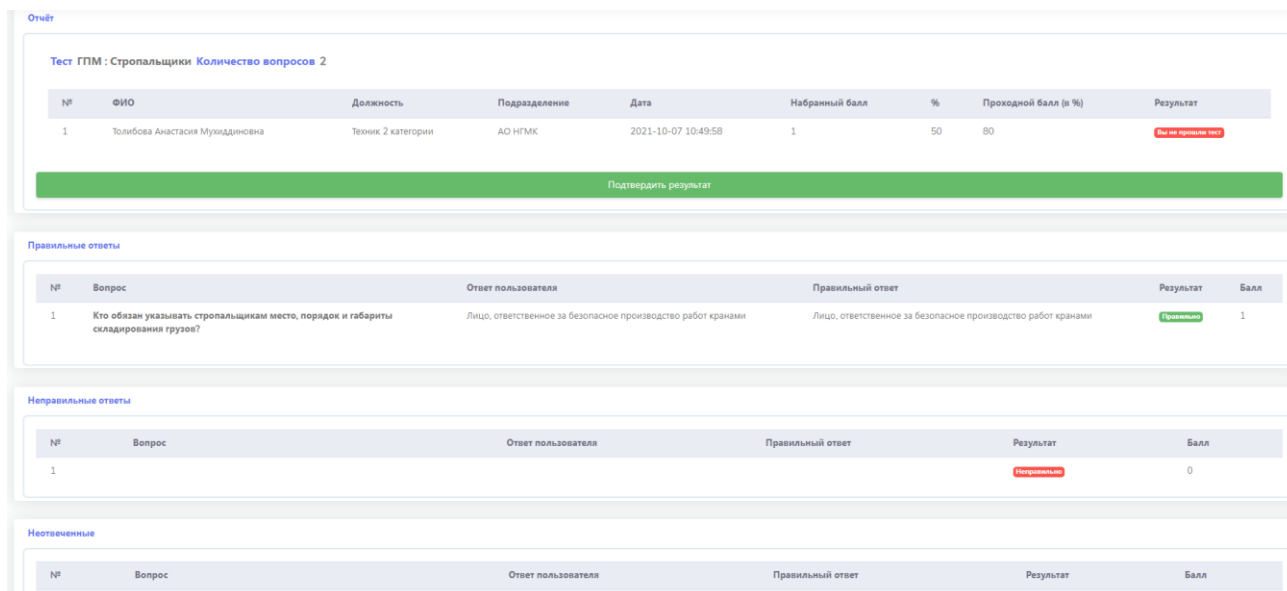 Отчёт
Тест ГПМ : Стропальщики Количество вопросов 2
№ ФИО Должность Подразделение Дата Набранный балл % Проходной балл (в %) Результат
1 Толибова Анастасия Мухиддиновна Техник 2 категории АО НГМК 2021-10-07 10:49:58 1 50 80 Вы не прошли тест
Подтвердить результат
Правильные ответы
№ Вопрос Ответ пользователя Правильный ответ Результат Балл
1 Кто обязан указывать стропальщикам место, порядок и габариты Лицо, ответственное за безопасное производство работ кранами Лицо, ответственное за безопасное производство работ кранами Правильно 1
складирования грузов?
Неправильные ответы
№ Вопрос Ответ пользователя Правильный ответ Результат Балл
1 Неправильно 0
Неотвеченные
№ Вопрос Ответ пользователя Правильный ответ Результат Балл